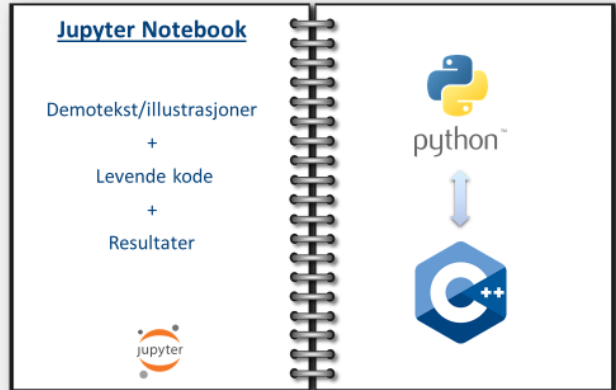 Jupyter Notebook
Demotekst/illustrasjoner
+
Levende kode
+
Resultater
jupyter
python™
C++